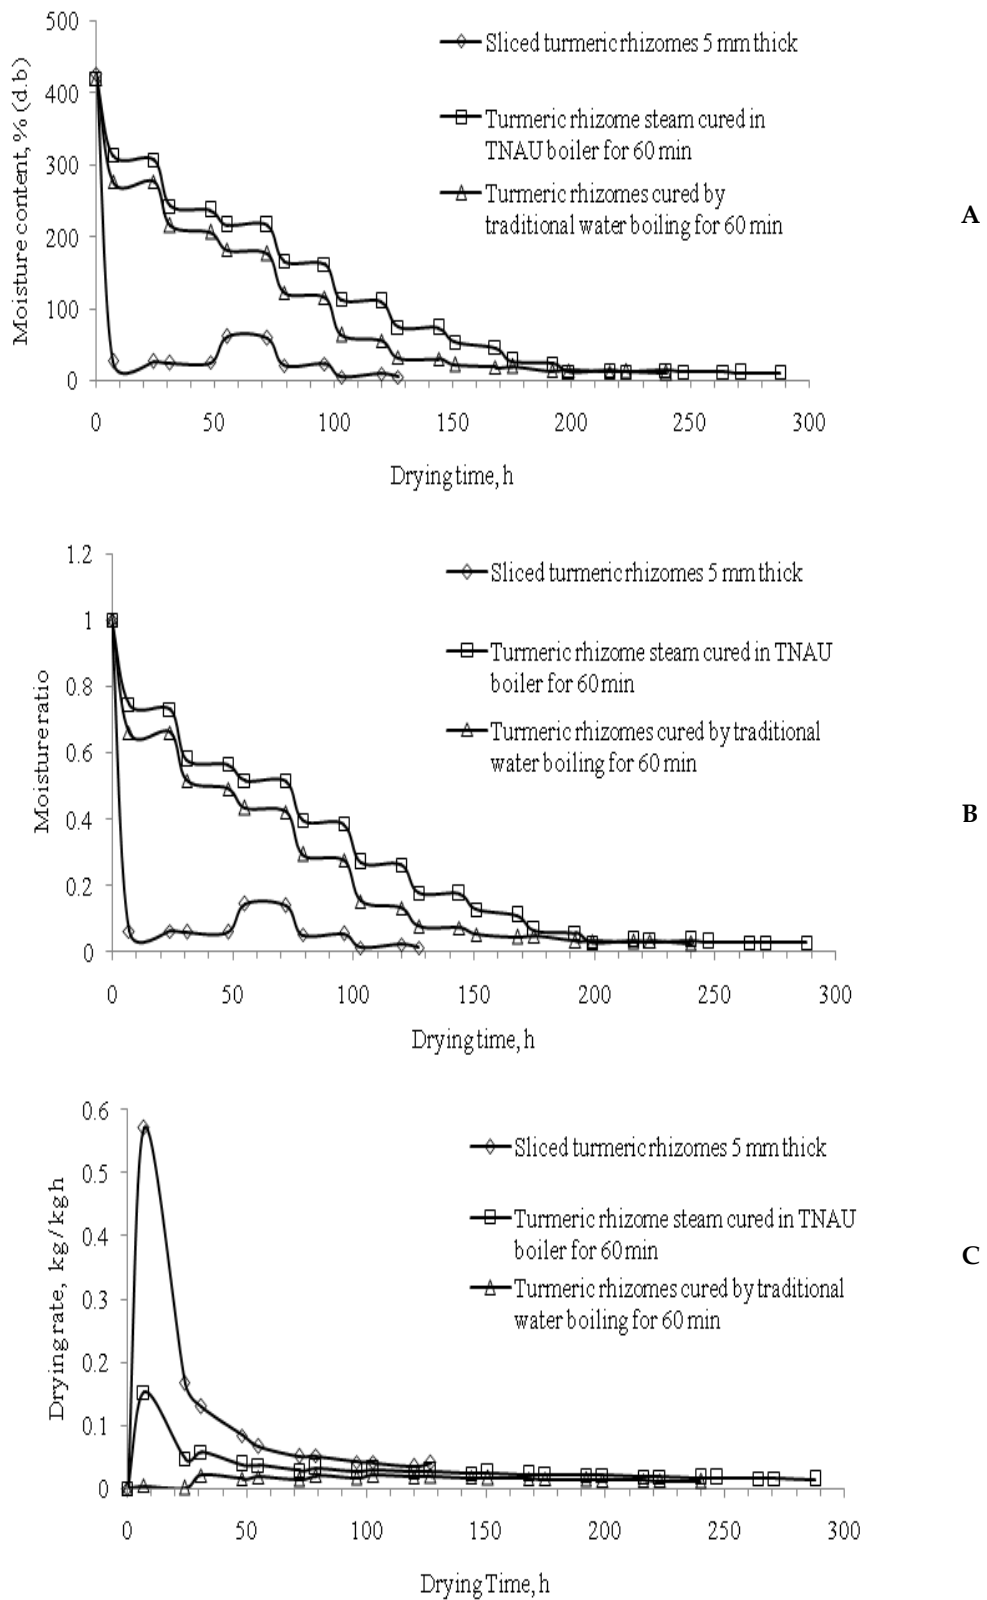 500
400
300
200
100
0
Moisture content, % (d.b)
Sliced turmeric rhizomes 5 mm thick
Turmeric rhizome steam cured in
TNAU boiler for 60 min
Turmeric rhizomes cured by
traditional water boiling for 60 min
A
0 50 100 150 200 250 300
Drying time, h
1.2
1
0.8
0.6
0.4
0.2
0
Moisture ratio
Sliced turmeric rhizomes 5 mm thick
Turmeric rhizome steam cured in TNAU
boiler for 60 min
Turmeric rhizomes cured by traditional
water boiling for 60 min
B
0 50 100 150 200 250 300
Drying time, h
0.6
0.5
0.4
0.3
0.2
0.1
0
Drying rate, kg/kg h
Sliced turmeric rhizomes 5 mm thick
Turmeric rhizome steam cured in TNAU
boiler for 60 min
Turmeric rhizomes cured by traditional
water boiling for 60 min
C
0 50 100 150 200 250 300
Drying Time, h